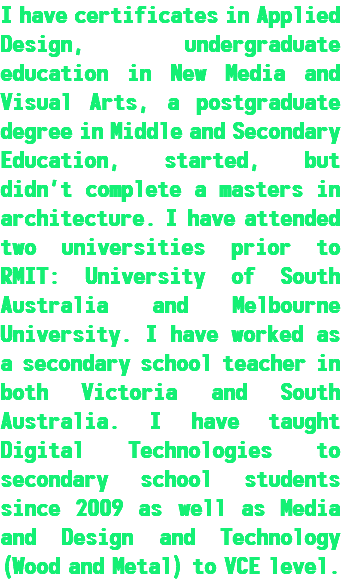 I have certificates in Applied
Design, undergraduate
education in New Media and
Visual Arts, a postgraduate
degree in Middle and Secondary
Education, started, but
didn't complete a masters in
architecture. I have attended
two universities prior to
RMIT: University of South
Australia and Melbourne
University. I have worked as
a secondary school teacher in
both Victoria and South
Australia. I have taught
Digital Technologies to
secondary school students
since 2009 as well as Media
and Design and Technology
(Wood and Metal) to VCE level.